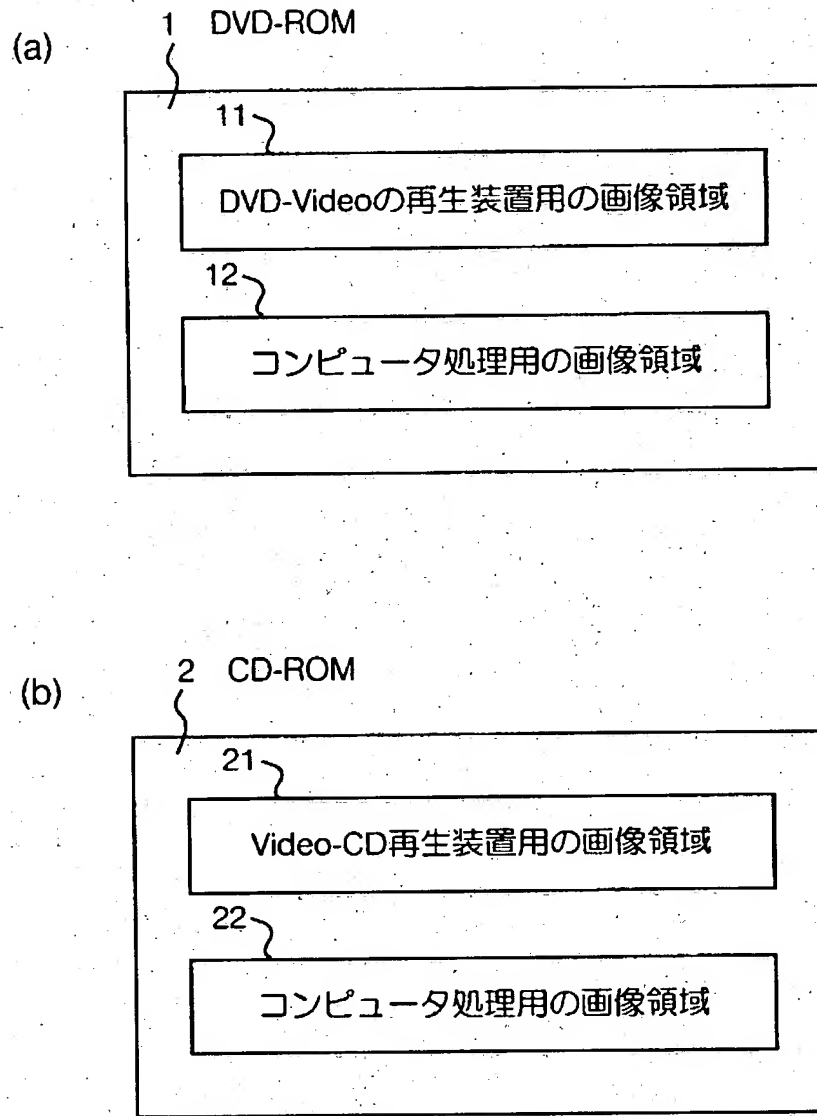 (a)
1 DVD-ROM
11
DVD-Videoの再生装置用の画像領域
12
コンピュータ処理用の画像領域
(b)
2 CD-ROM
21
Video-CD再生装置用の画像領域
22
コンピュータ処理用の画像領域